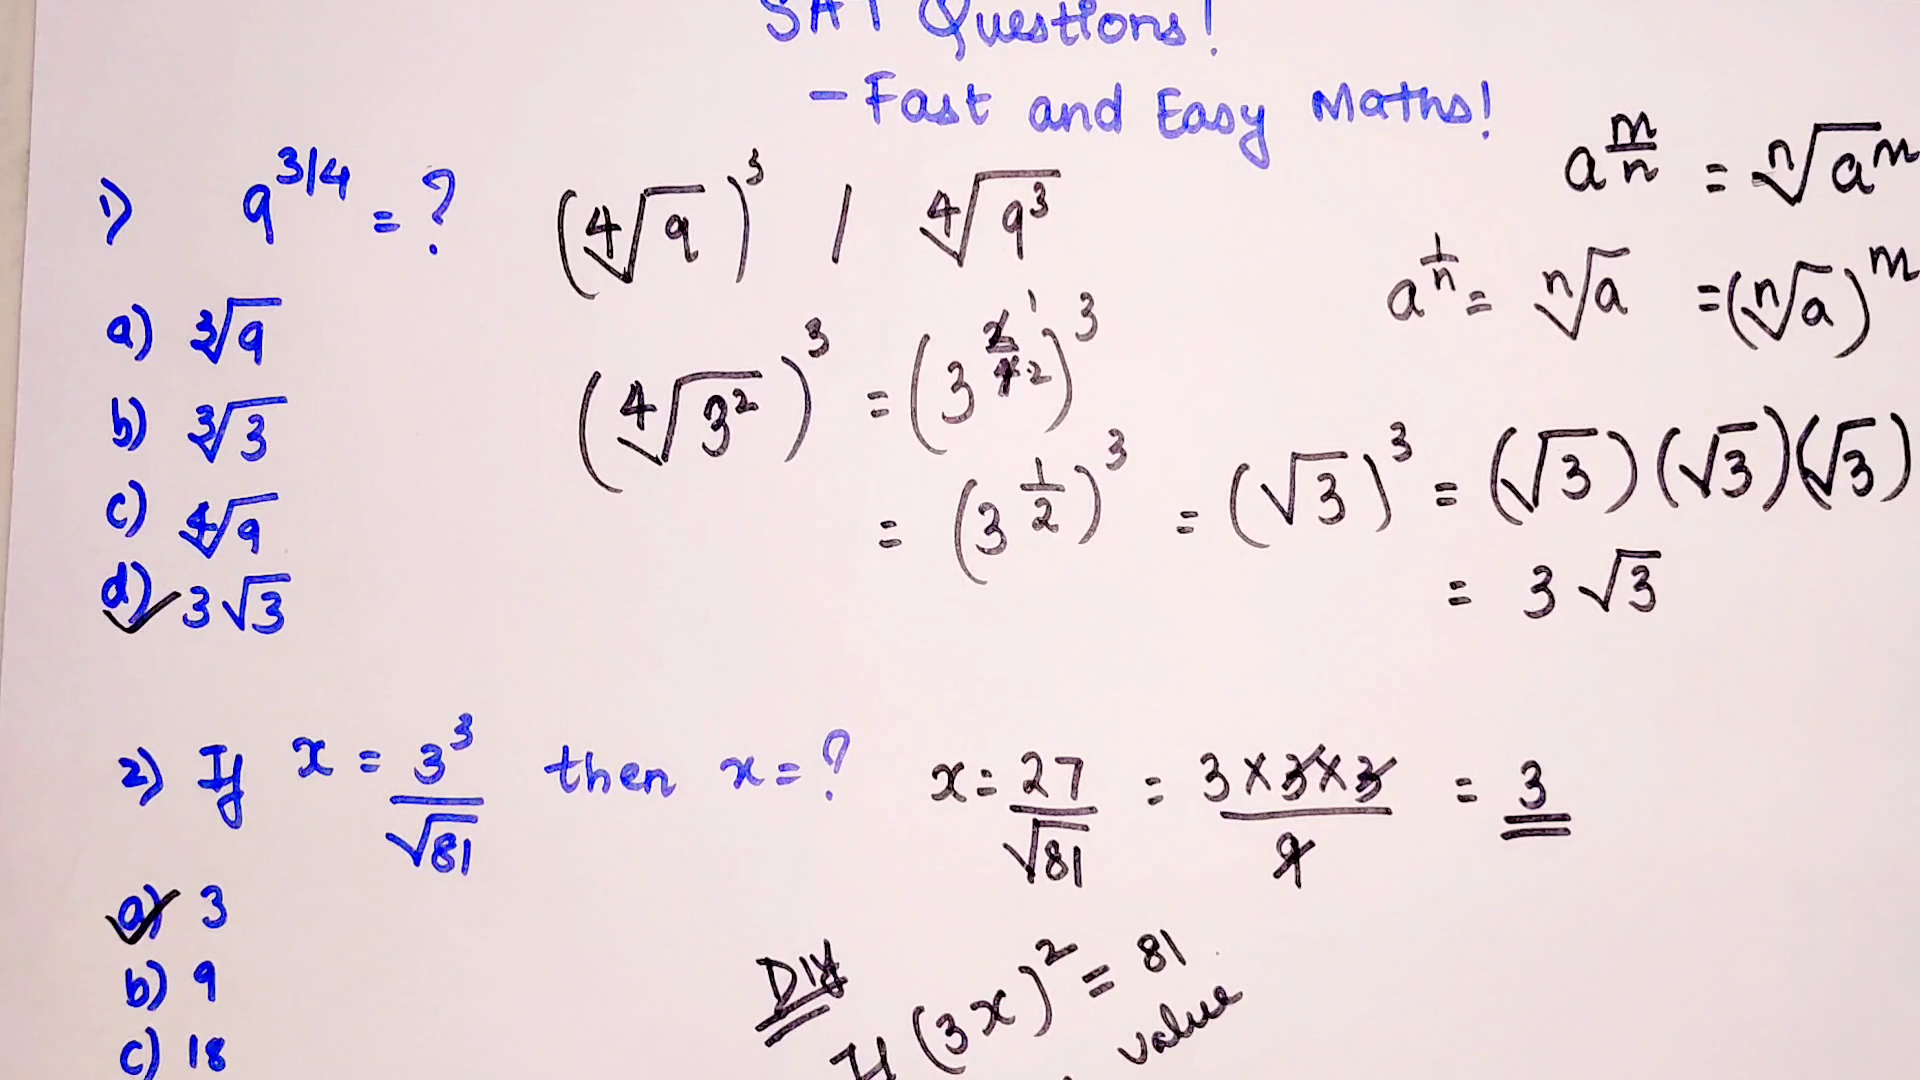 SAT Questions!
- Fast and Easy Maths!
a^(m/n) = ⁿ√a^m
1) 9^(3/4) = ? (⁴√9)³ / ⁴√9³
a^(1/n) = ⁿ√a = (ⁿ√a)^m
a) ³√9
(⁴√3²)³ = (3^(2/4) 1 2)³
b) ³√3
= (3^(1/2))³ = (√3)³ = (√3)(√3)(√3)
c) ⁴√9
d) 3√3
= 3√3
2) If x = 3³/√81 then x = ? x = 27/√81 = 3×3×3/9 = 3
a) 3
b) 9
c) 18
DIY
If (3x)² = 81
value